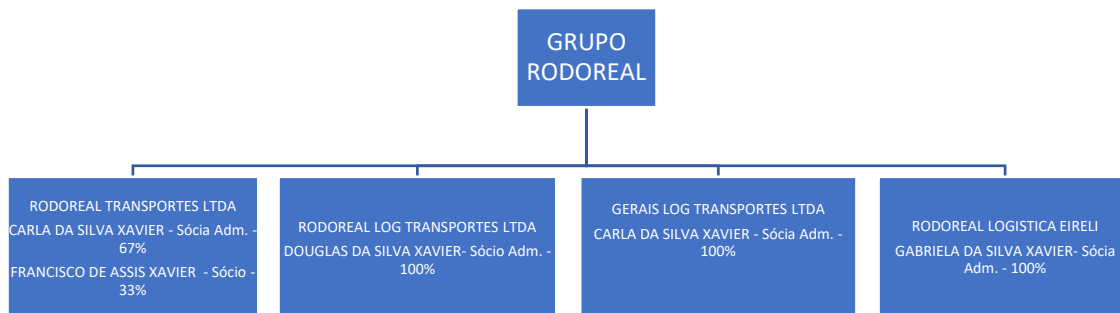 GRUPO
RODOREAL
RODOREAL TRANSPORTES LTDA
CARLA DA SILVA XAVIER - Sócia Adm. -
67%
FRANCISCO DE ASSIS XAVIER  - Sócio -
33%
RODOREAL LOG TRANSPORTES LTDA
DOUGLAS DA SILVA XAVIER- Sócio Adm. -
100%
GERAIS LOG TRANSPORTES LTDA
CARLA DA SILVA XAVIER - Sócia Adm. -
100%
RODOREAL LOGISTICA EIRELI
GABRIELA DA SILVA XAVIER- Sócia
Adm. - 100%